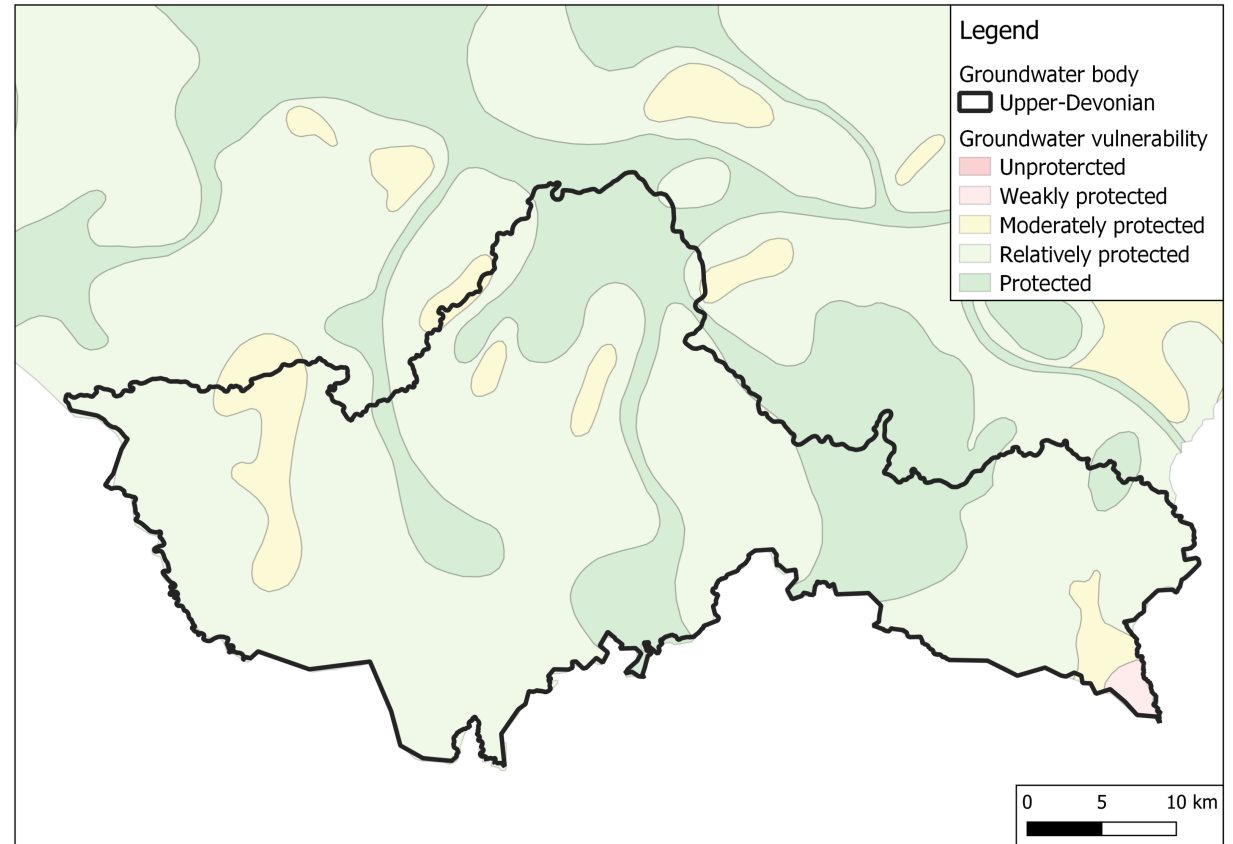 Legend
Groundwater body
Upper-Devonian
Groundwater vulnerability
Unprotercted
Weakly protected
Moderately protected
Relatively protected
Protected
0 5 10 km